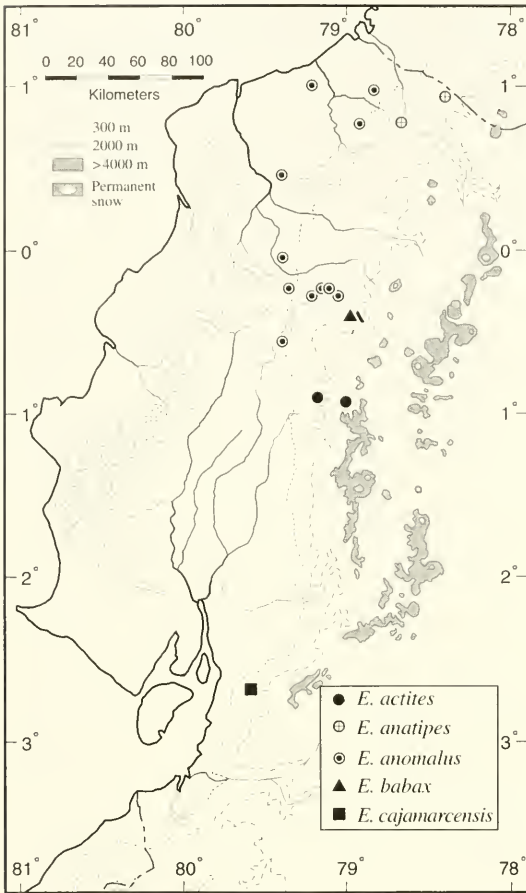 81° 80° 79° 78°
0 20 40 60 80 100
Kilometers
300 m
2000 m
>4000 m
Permanent
snow
1° 1°
0° 0°
1° 1°
2° 2°
3° 3°
E. actites
E. anatipes
E. anomalus
E. babax
E. cajamarcensis
81° 80° 79° 78°